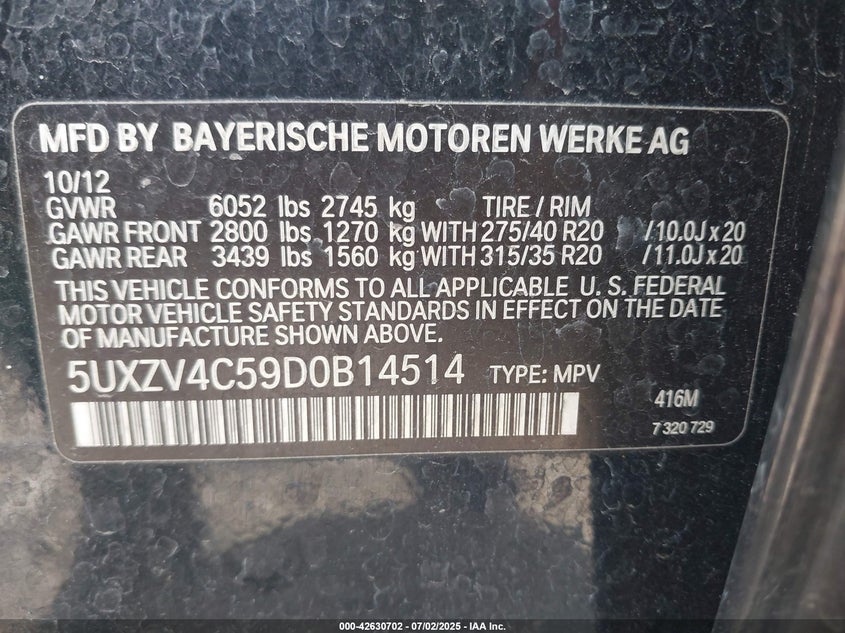 MFD BY BAYERISCHE MOTOREN WERKE AG
10/12
GVWR 6052 lbs 2745 kg TIRE / RIM
GAWR FRONT 2800 lbs 1270 kg WITH 275/40 R20 /10.0J x 20
GAWR REAR 3439 lbs 1560 kg WITH 315/35 R20 /11.0J x 20
THIS VEHICLE CONFORMS TO ALL APPLICABLE U. S. FEDERAL
MOTOR VEHICLE SAFETY STANDARDS IN EFFECT ON THE DATE
OF MANUFACTURE SHOWN ABOVE.
5UXZV4C59D0B14514 TYPE: MPV
416M
7 320 729
000-42630702 - 07/02/2025 - IAA Inc.